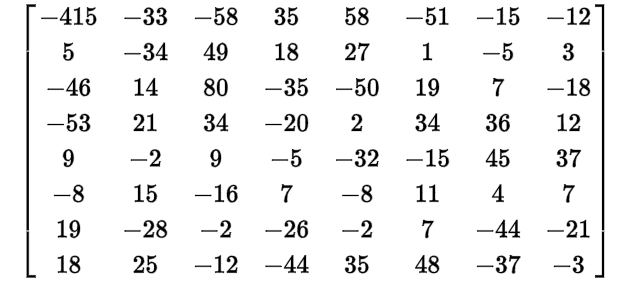 −415 −33 −58 35 58 −51 −15 −12
5 −34 49 18 27 1 −5 3
−46 14 80 −35 −50 19 7 −18
−53 21 34 −20 2 34 36 12
9 −2 9 −5 −32 −15 45 37
−8 15 −16 7 −8 11 4 7
19 −28 −2 −26 −2 7 −44 −21
18 25 −12 −44 35 48 −37 −3